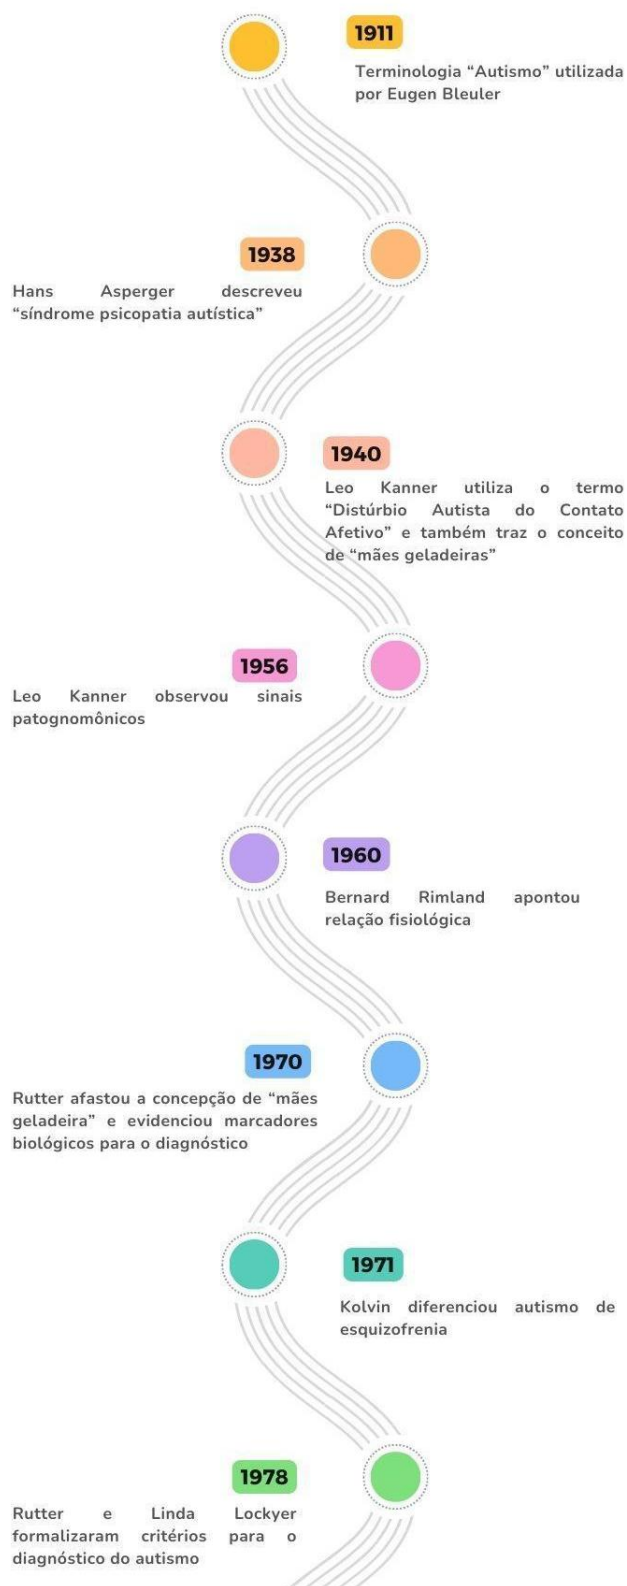 1911
Terminologia “Autismo” utilizada
por Eugen Bleuler
1938
Hans Asperger descreveu
“síndrome psicopatia autística”
1940
Leo Kanner utiliza o termo
“Distúrbio Autista do Contato
Afetivo” e também traz o conceito
de “mães geladeiras”
1956
Leo Kanner observou sinais
patognomônicos
1960
Bernard Rimland apontou
relação fisiológica
1970
Rutter afastou a concepção de “mães
geladeira” e evidenciou marcadores
biológicos para o diagnóstico
1971
Kolvin diferenciou autismo de
esquizofrenia
1978
Rutter e Linda Lockyer
formalizaram critérios para o
diagnóstico do autismo